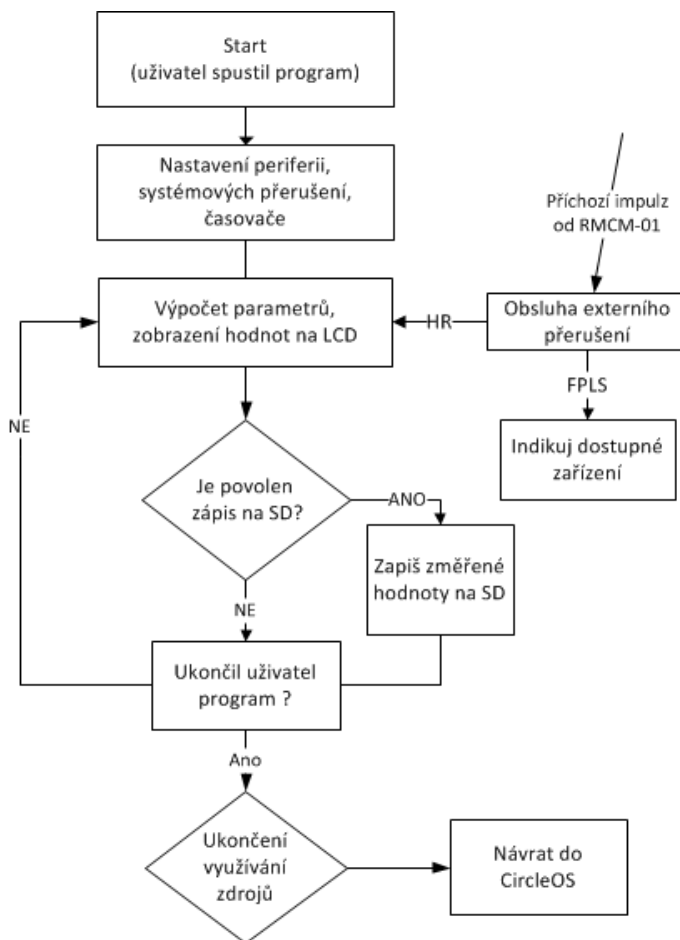 Start
(uživatel spustil program)
Nastavení periferii,
systémových přerušení,
časovače
Příchozí impulz
od RMCM-01
Výpočet parametrů,
zobrazení hodnot na LCD
HR
Obsluha externího
přerušení
NE
FPLS
Indikuj dostupné
zařízení
Je povolen
zápis na SD?
ANO
Zapiš změřené
hodnoty na SD
NE
Ukončil uživatel
program ?
Ano
Ukončení
využívání
zdrojů
Návrat do
CircleOS